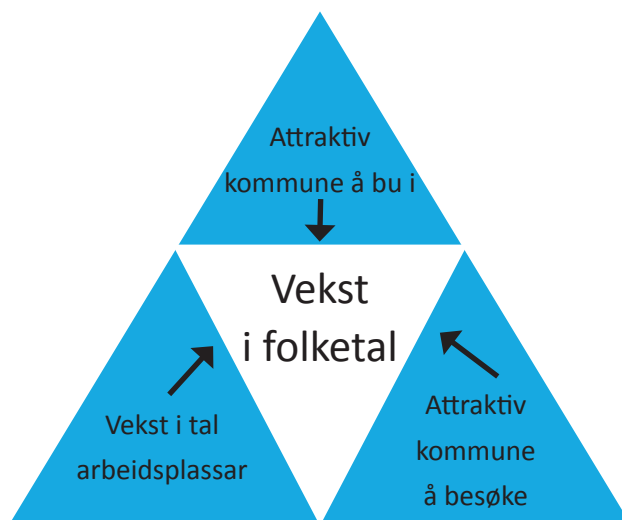 Attraktiv
kommune å bu i
Vekst
i folketal
Vekst i tal
arbeidsplassar
Attraktiv
kommune
å besøke